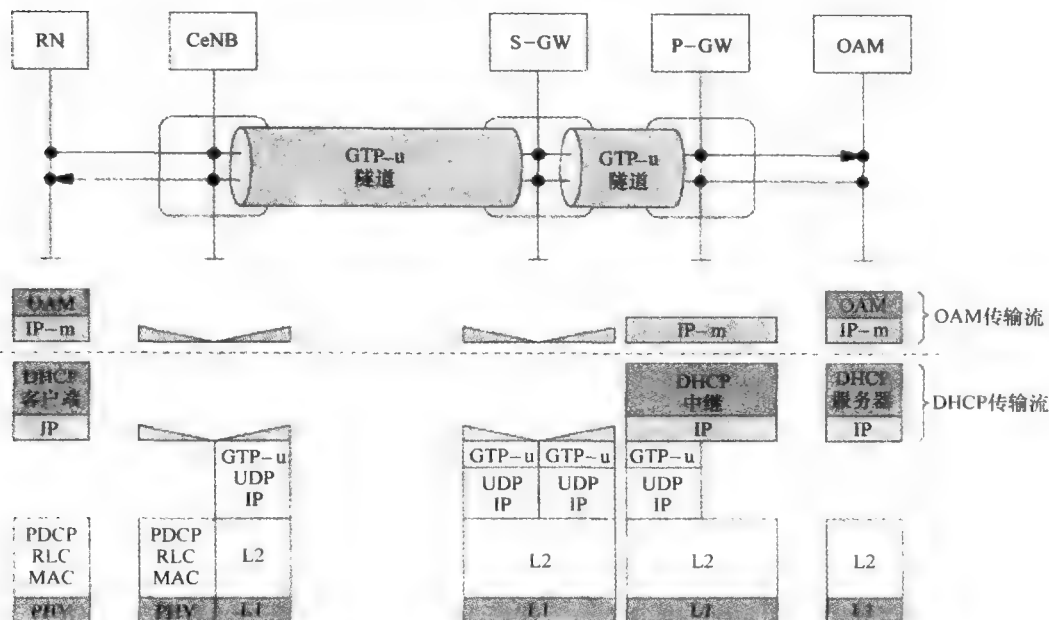 RN
CeNB
S-GW
P-GW
OAM
GTP-u
隧道
GTP-u
隧道
OAM
IP-m
IP-m
OAM
IP-m
OAM传输流
DHCP
客户端
IP
DHCP
中继
IP
DHCP
服务器
IP
DHCP传输流
GTP-u
UDP
IP
GTP-u
UDP
IP
GTP-u
UDP
IP
GTP-u
UDP
IP
PDCP
RLC
MAC
PDCP
RLC
MAC
L2
L2
L2
L2
PHY
PHY
L1
L1
L1
L1